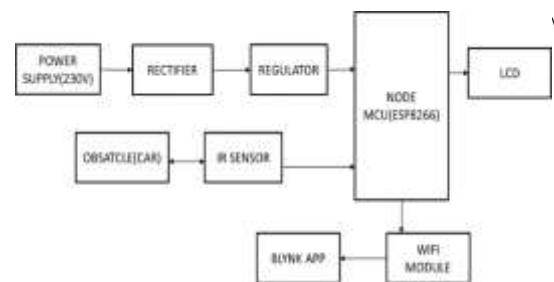 POWER
SUPPLY(230V)
RECTIFIER
REGULATOR
NODE
MCU(ESP8266)
LCD
OBSATCLE(CAR)
IR SENSOR
BLYNK APP
WIFI
MODULE